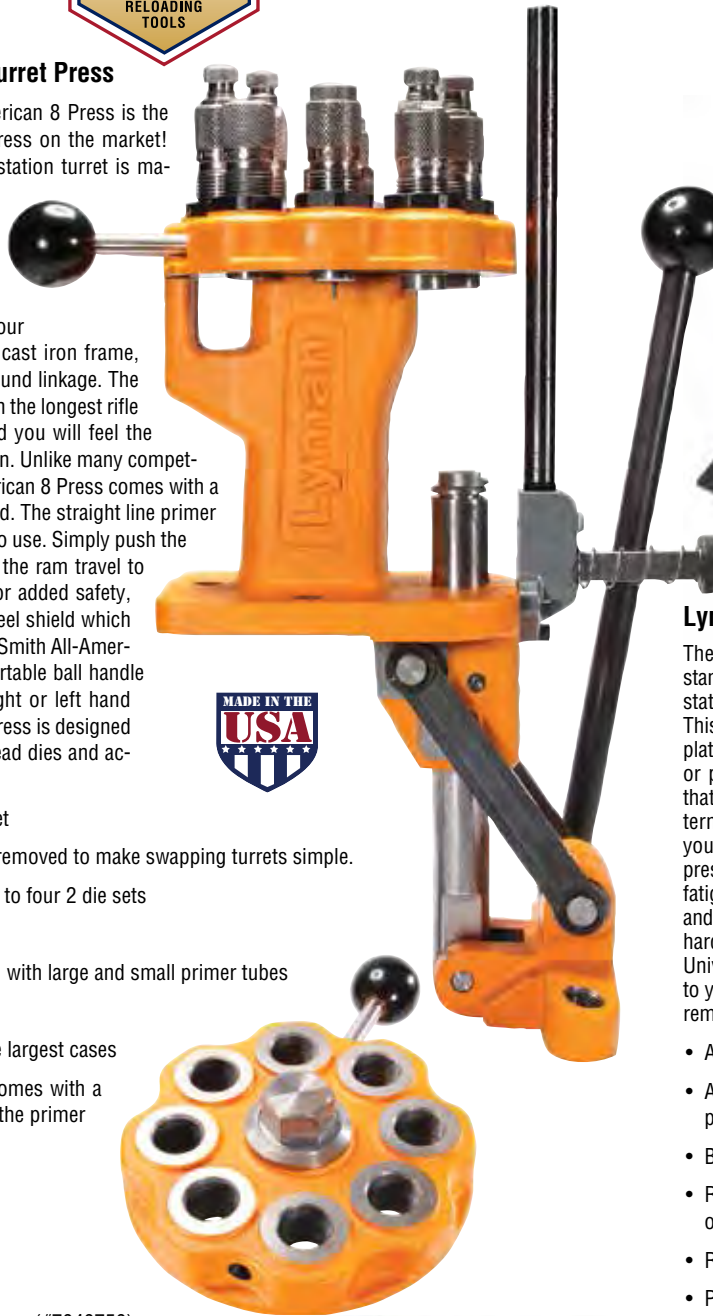 RELOADING
TOOLS
Turret Press
erican 8 Press is the
ress on the market!
station turret is ma-
our
cast iron frame,
und linkage. The
n the longest rifle
d you will feel the
n. Unlike many compet-
rican 8 Press comes with a
d. The straight line primer
o use. Simply push the
the ram travel to
or added safety,
eel shield which
Smith All-Amer-
rtable ball handle
ght or left hand
ress is designed
ead dies and ac-
et
removed to make swapping turrets simple.
to four 2 die sets
with large and small primer tubes
e largest cases
omes with a
the primer
Lyman
MADE IN THE
USA
Lyr
The
stan
stat
This
plat
or p
that
tern
you
pres
fatig
and
hard
Univ
to y
rem
• A
• A
p
• B
• R
o
• R
• P